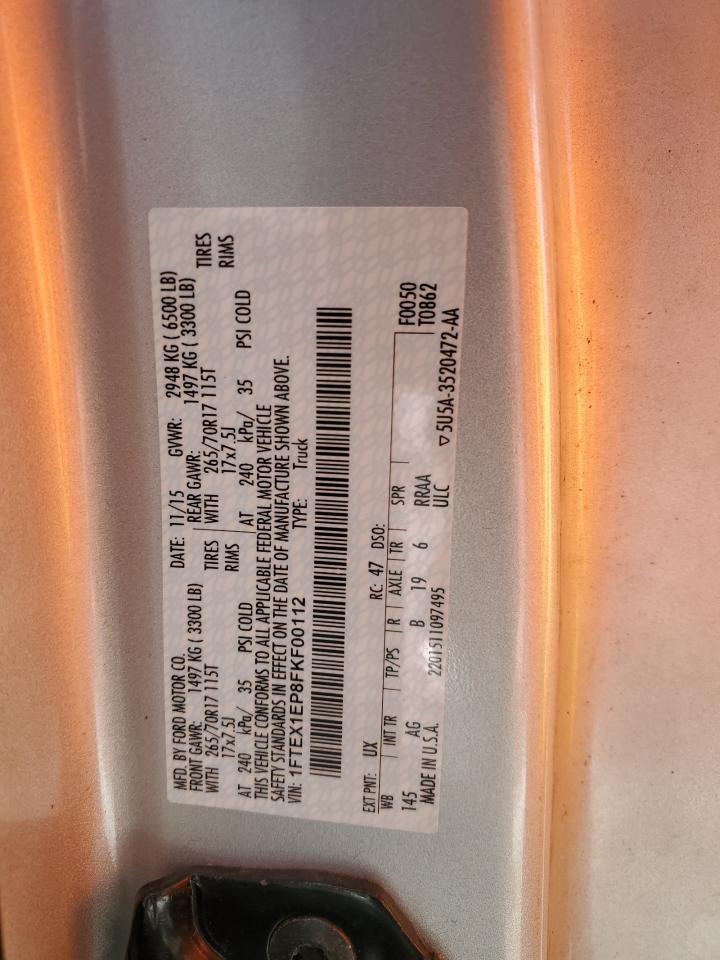 MFD. BY FORD MOTOR CO. DATE: 11/15 GVWR: 2948 KG ( 6500 LB)
FRONT GAWR: 1497 KG ( 3300 LB) REAR GAWR: 1497 KG ( 3300 LB)
WITH 265/70R17 115T TIRES WITH 265/70R17 115T TIRES
17x7.5J RIMS 17x7.5J RIMS
AT 240 kPa/ 35 PSI COLD AT 240 kPa/ 35 PSI COLD
THIS VEHICLE CONFORMS TO ALL APPLICABLE FEDERAL MOTOR VEHICLE
SAFETY STANDARDS IN EFFECT ON THE DATE OF MANUFACTURE SHOWN ABOVE.
VIN: 1FTEX1EP8FKF00112 TYPE: Truck
EXT PNT: UX RC: 47 DSO:
WB INT TR TP/PS R AXLE TR SPR F0050
145 AG B 19 6 RRAA T0862
MADE IN U.S.A. 2201511097495 ULC ▽5U5A-3520472-AA